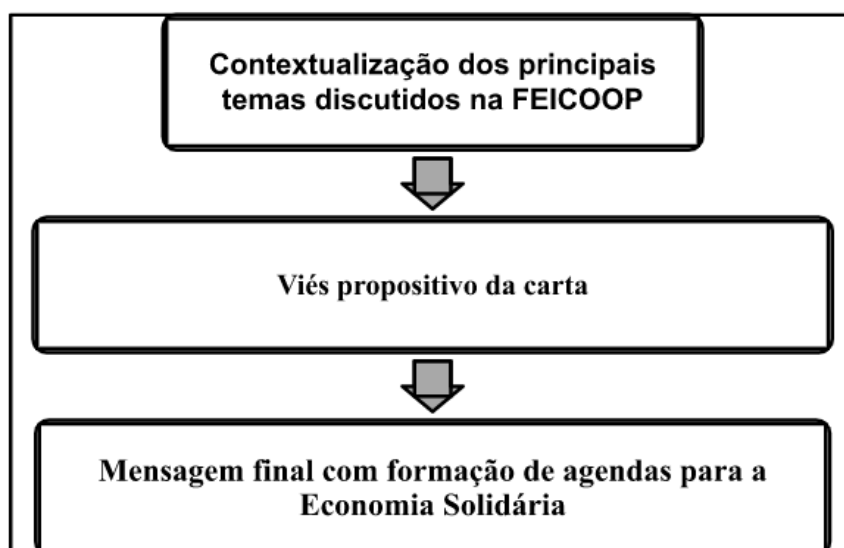 Contextualização dos principais
temas discutidos na FEICOOP
Viés propositivo da carta
Mensagem final com formação de agendas para a
Economia Solidária